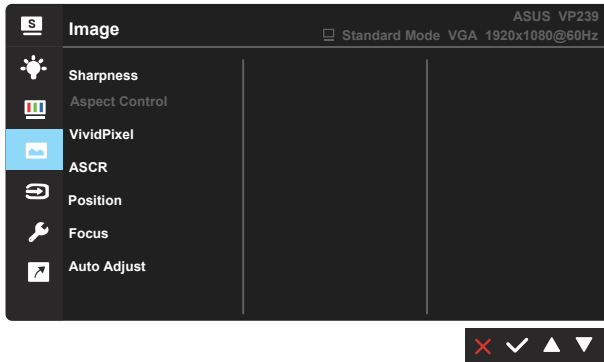 S
Image
ASUS VP239
Standard Mode VGA 1920x1080@60Hz
Sharpness
Aspect Control
VividPixel
ASCR
Position
Focus
Auto Adjust